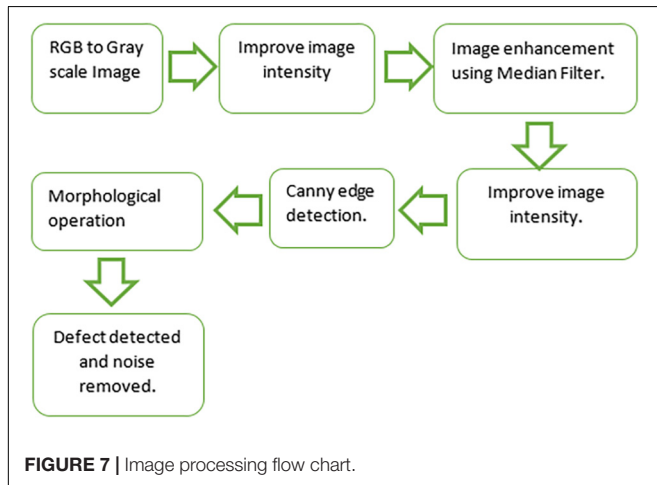 RGB to Gray
scale Image
Improve image
intensity
Image enhancement
using Median Filter.
Improve image
intensity.
Canny edge
detection.
Morphological
operation
Defect detected
and noise
removed.
FIGURE 7 | Image processing flow chart.